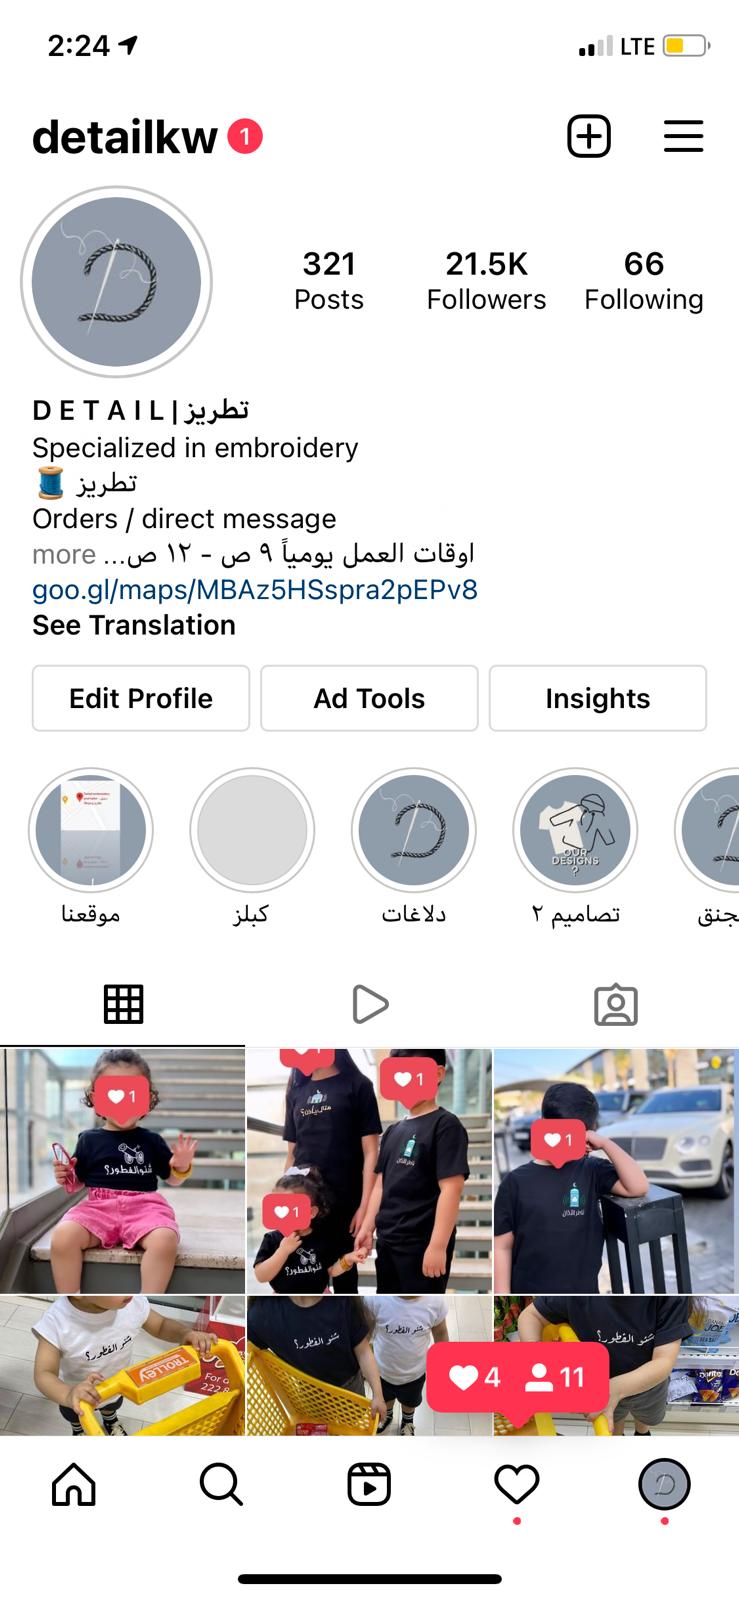 2:24 LTE
detailkw 1
321 21.5K 66
Posts Followers Following
D E T A I L | تطريز
Specialized in embroidery
تطريز
Orders / direct message
اوقات العمل يومياً ٩ ص - ١٢ ص... more
goo.gl/maps/MBAz5HSspra2pEPv8
See Translation
Edit Profile Ad Tools Insights
OUR
DESIGNS
?
موقعنا كبلز دلاغات تصاميم ٢ جنق
1 1 1 1 1
شنو الفطور؟
شنو الفطور؟
شنو الفطور؟ شنو الفطور؟ شنو الفطور؟
TROLLEY
For
222 8
4 11